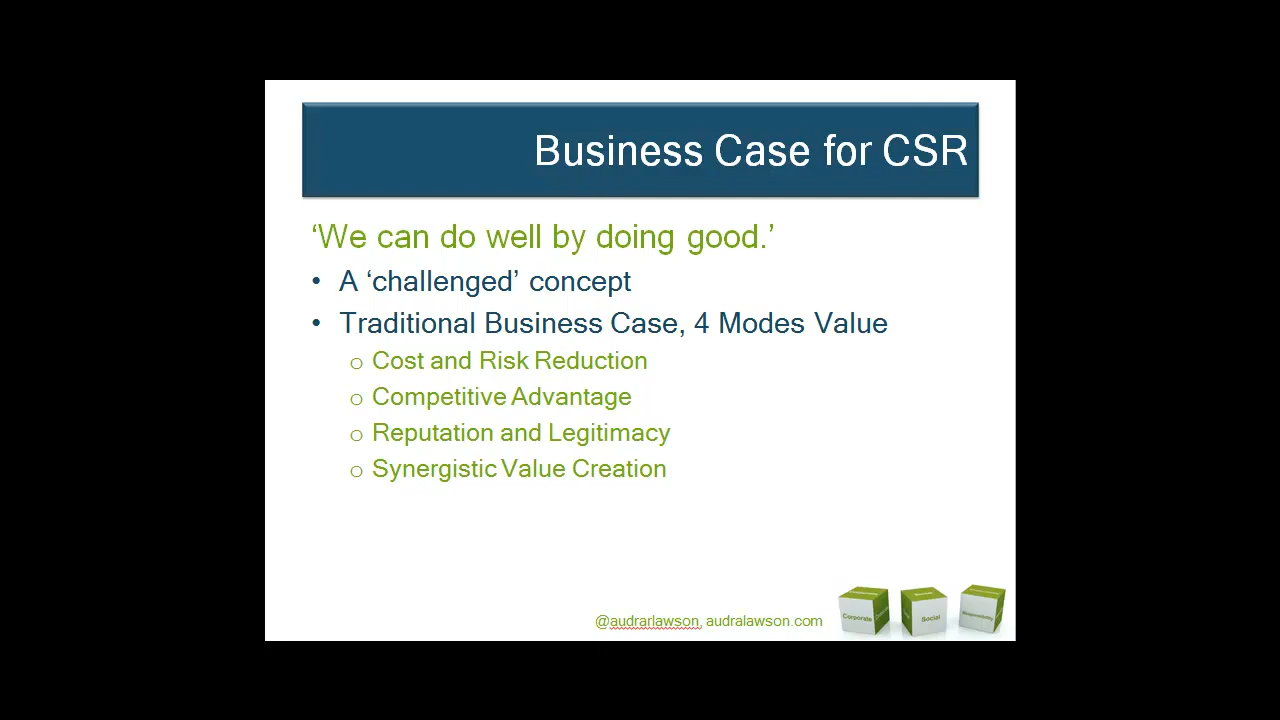 Business Case for CSR
‘We can do well by doing good.’
• A ‘challenged’ concept
• Traditional Business Case, 4 Modes Value
o Cost and Risk Reduction
o Competitive Advantage
o Reputation and Legitimacy
o Synergistic Value Creation
@audrarlawson, audralawson.com
Corporate
Social
Responsibility